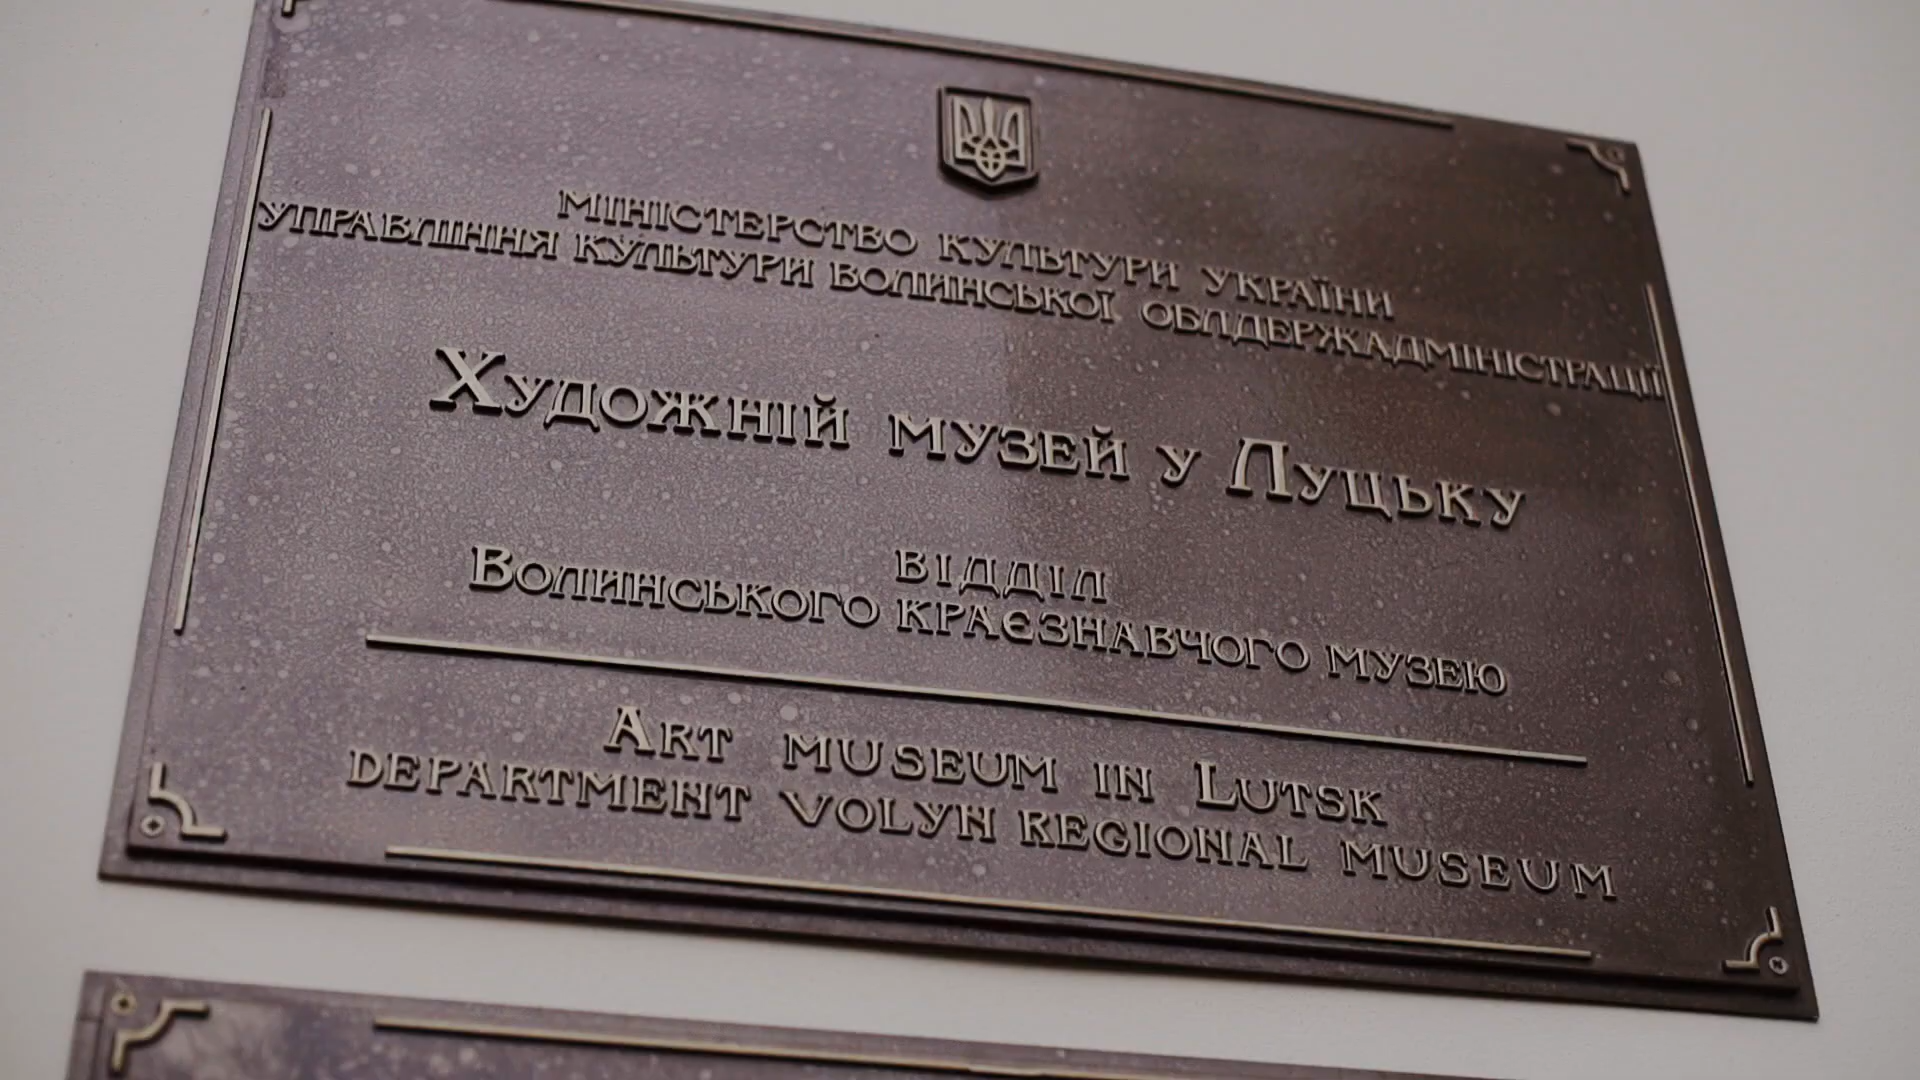 МІНІСТЕРСТВО КУЛЬТУРИ УКРАЇНИ
УПРАВЛІННЯ КУЛЬТУРИ ВОЛИНСЬКОЇ ОБЛДЕРЖАДМІНІСТРАЦІЇ
ХУДОЖНІЙ МУЗЕЙ У ЛУЦЬКУ
ВІДДІЛ
ВОЛИНСЬКОГО КРАЄЗНАВЧОГО МУЗЕЮ
ART MUSEUM IN LUTSK
DEPARTMENT VOLYN REGIONAL MUSEUM